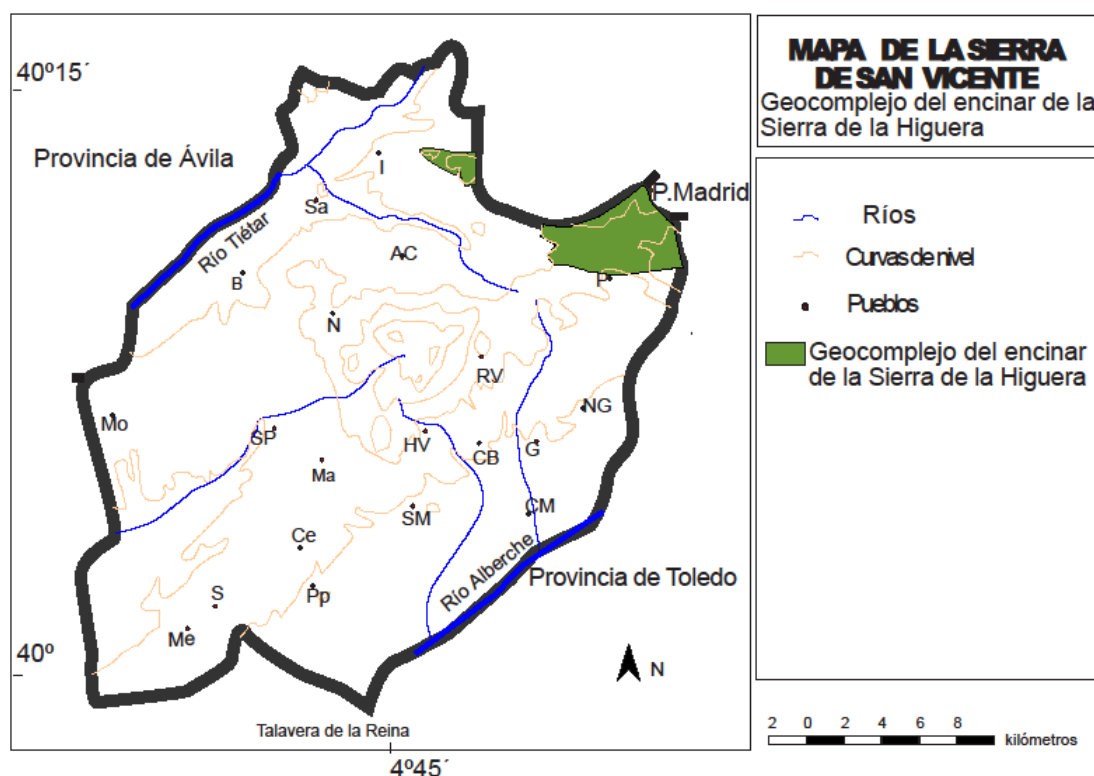 MAPA DE LA SIERRA
DE SAN VICENTE
Geocomplejo del encinar de la
Sierra de la Higuera
40º15´
Provincia de Ávila
P.Madrid
I
Sa
Río Tiétar
AC
B
P
N
RV
NG
Mo
SP
HV
CB
G
Ma
SM
CM
Ce
Río Alberche
Provincia de Toledo
S
Pp
Me
40º
N
Talavera de la Reina
4º45´
Ríos
Curvas de nivel
Pueblos
Geocomplejo del encinar
de la Sierra de la Higuera
2 0 2 4 6 8
kilómetros